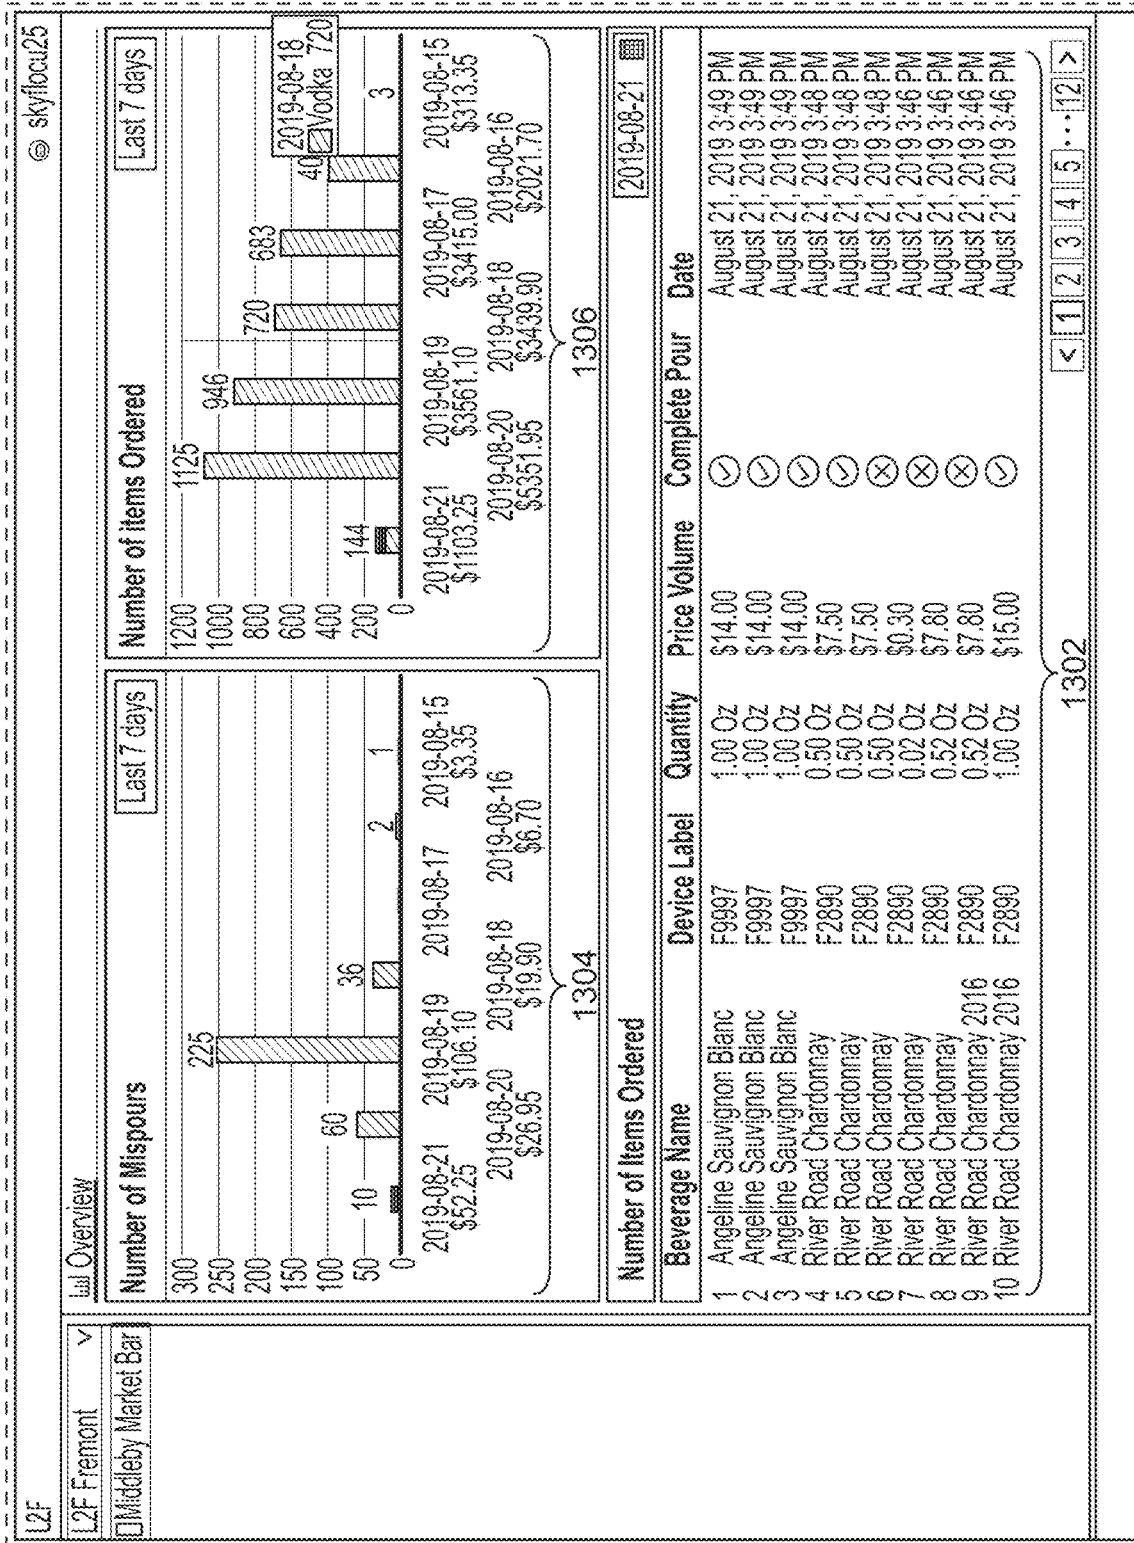 L2F
skyflocu25
L2F Fremont
Middleby Market Bar
Overview
Number of Mispours
Last 7 days
300
250
200
150
100
50
0
10
60
225
36
2
1
2019-08-21
$52.25
2019-08-20
$26.95
2019-08-19
$106.10
2019-08-18
$19.90
2019-08-17
2019-08-16
$6.70
2019-08-15
$3.35
1304
Number of items Ordered
Last 7 days
1200
1000
800
600
400
200
0
144
1125
946
720
683
40
3
2019-08-18
Vodka 720
2019-08-21
$1103.25
2019-08-20
$5351.95
2019-08-19
$3561.10
2019-08-18
$3439.90
2019-08-17
$3415.00
2019-08-16
$2021.70
2019-08-15
$313.35
1306
Number of Items Ordered
2019-08-21
Beverage Name Device Label Quantity Price Volume Complete Pour Date
1 Angeline Sauvignon Blanc F9997 1.00 Oz $14.00 August 21, 2019 3:49 PM
2 Angeline Sauvignon Blanc F9997 1.00 Oz $14.00 August 21, 2019 3:49 PM
3 Angeline Sauvignon Blanc F9997 1.00 Oz $14.00 August 21, 2019 3:49 PM
4 River Road Chardonnay F2890 0.50 Oz $7.50 August 21, 2019 3:48 PM
5 River Road Chardonnay F2890 0.50 Oz $7.50 August 21, 2019 3:48 PM
6 River Road Chardonnay F2890 0.50 Oz $0.30 August 21, 2019 3:48 PM
7 River Road Chardonnay F2890 0.02 Oz $7.80 August 21, 2019 3:46 PM
8 River Road Chardonnay F2890 0.52 Oz $7.80 August 21, 2019 3:46 PM
9 River Road Chardonnay 2016 F2890 0.52 Oz $15.00 August 21, 2019 3:46 PM
10 River Road Chardonnay 2016 F2890 1.00 Oz August 21, 2019 3:46 PM
< 1 2 3 4 5 ... 12 >
1302